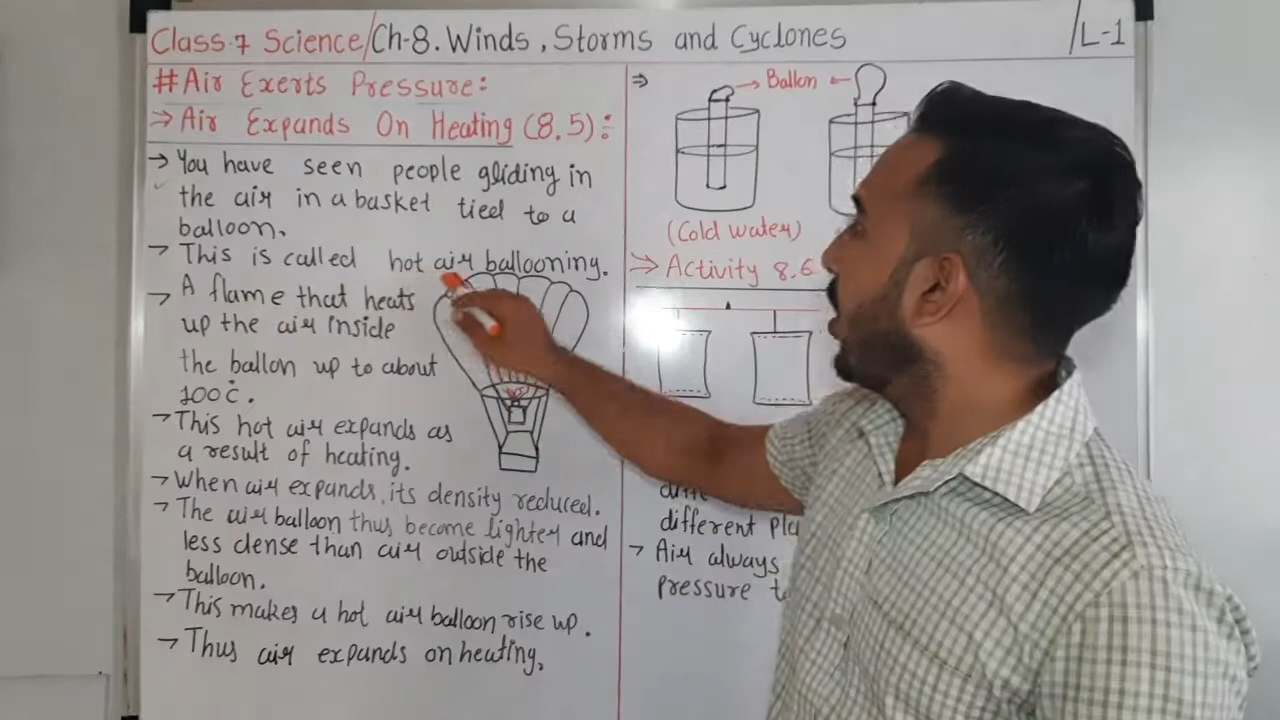 Class.7 Science/Ch-8. Winds, Storms and Cyclones /L-1
#Air Exerts Pressure:
⇒ Air Expands On Heating (8.5):
→ You have seen people gliding in
the air in a basket tied to a
balloon.
→ This is called hot air ballooning.
→ A flame that heats
up the air inside
the ballon up to about
100°C.
→ This hot air expands as
a result of heating.
→ When air expands, its density reduced.
→ The air balloon thus become lighter and
less dense than air outside the
balloon.
→ This makes a hot air balloon rise up.
→ Thus air expands on heating.
⇒ → Ballon ←
(Cold water)
⇒ Activity 8.6
different pla
→ Air always
pressure t